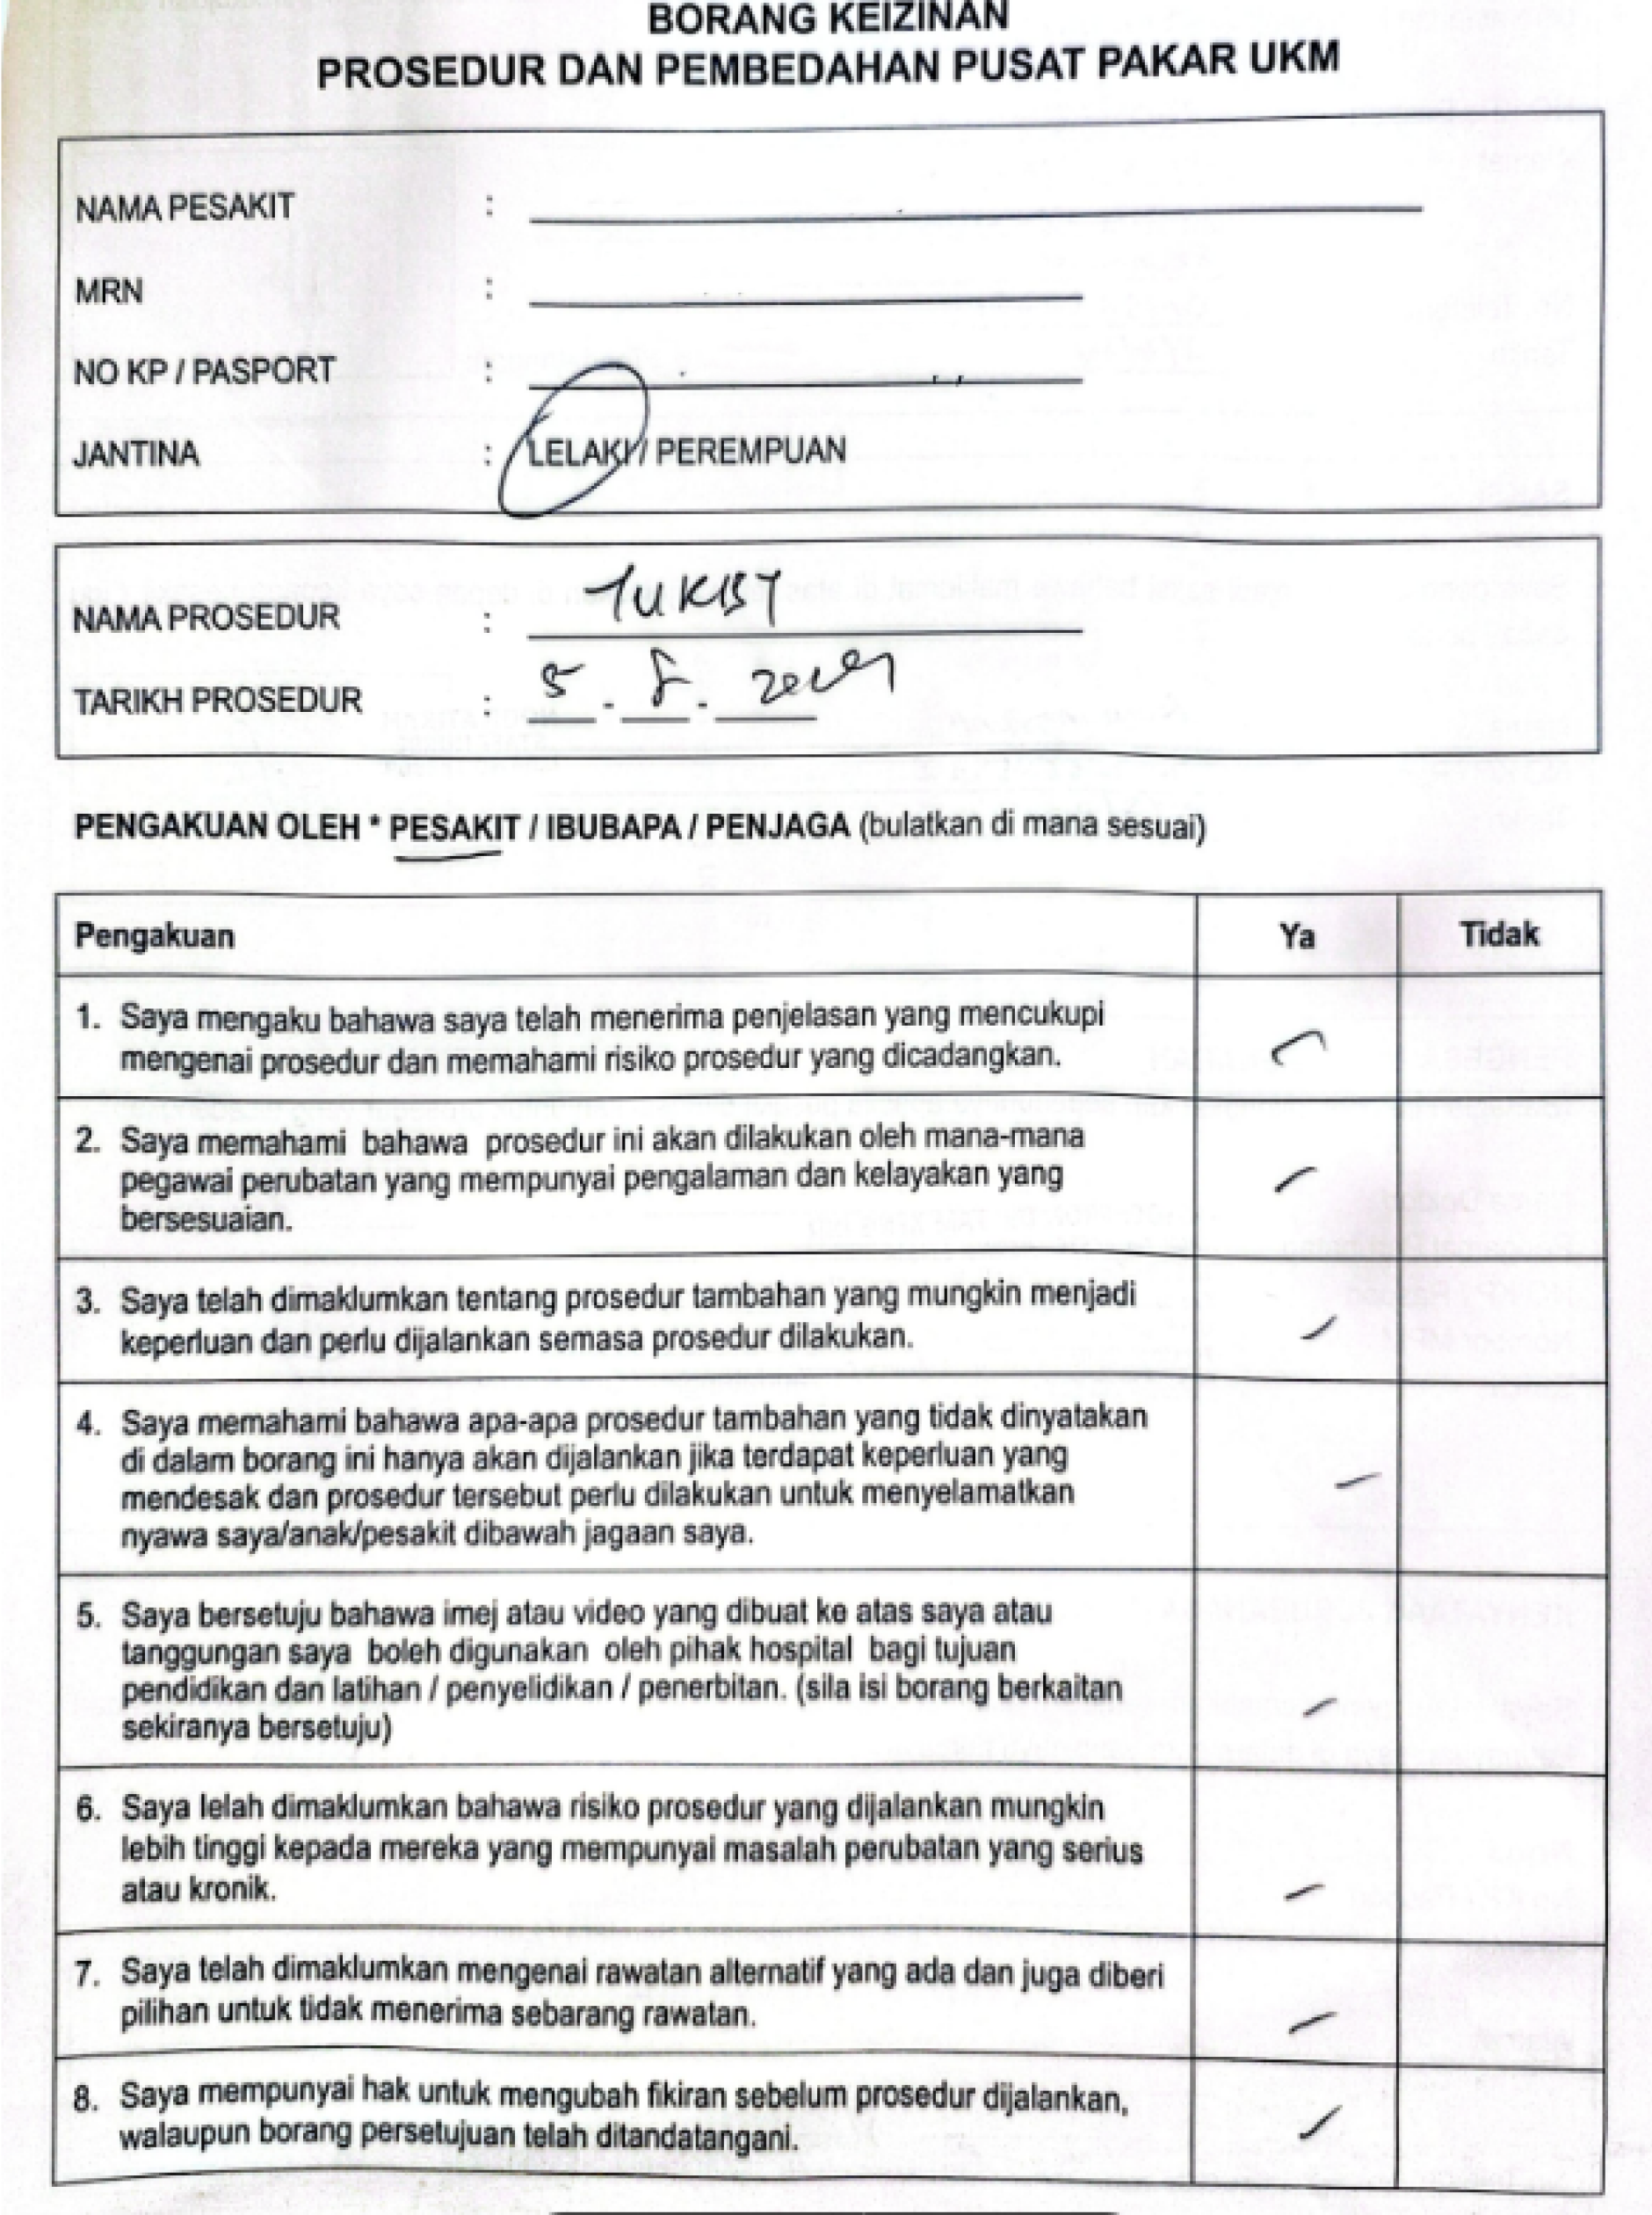 BORANG KEIZINAN
PROSEDUR DAN PEMBEDAHAN PUSAT PAKAR UKM
NAMA PESAKIT :
MRN :
NO KP / PASPORT :
JANTINA : LELAKI / PEREMPUAN
NAMA PROSEDUR :
TARIKH PROSEDUR : 5 . 8 .
PENGAKUAN OLEH * PESAKIT / IBUBAPA / PENJAGA (bulatkan di mana sesuai)
Pengakuan Ya Tidak
1. Saya mengaku bahawa saya telah menerima penjelasan yang mencukupi
mengenai prosedur dan memahami risiko prosedur yang dicadangkan.
2. Saya memahami bahawa prosedur ini akan dilakukan oleh mana-mana
pegawai perubatan yang mempunyai pengalaman dan kelayakan yang
bersesuaian.
3. Saya telah dimaklumkan tentang prosedur tambahan yang mungkin menjadi
keperluan dan perlu dijalankan semasa prosedur dilakukan.
4. Saya memahami bahawa apa-apa prosedur tambahan yang tidak dinyatakan
di dalam borang ini hanya akan dijalankan jika terdapat keperluan yang
mendesak dan prosedur tersebut perlu dilakukan untuk menyelamatkan
nyawa saya/anak/pesakit dibawah jagaan saya.
5. Saya bersetuju bahawa imej atau video yang dibuat ke atas saya atau
tanggungan saya boleh digunakan oleh pihak hospital bagi tujuan
pendidikan dan latihan / penyelidikan / penerbitan. (sila isi borang berkaitan
sekiranya bersetuju)
6. Saya lelah dimaklumkan bahawa risiko prosedur yang dijalankan mungkin
lebih tinggi kepada mereka yang mempunyai masalah perubatan yang serius
atau kronik.
7. Saya telah dimaklumkan mengenai rawatan alternatif yang ada dan juga diberi
pilihan untuk tidak menerima sebarang rawatan.
8. Saya mempunyai hak untuk mengubah fikiran sebelum prosedur dijalankan,
walaupun borang persetujuan telah ditandatangani.